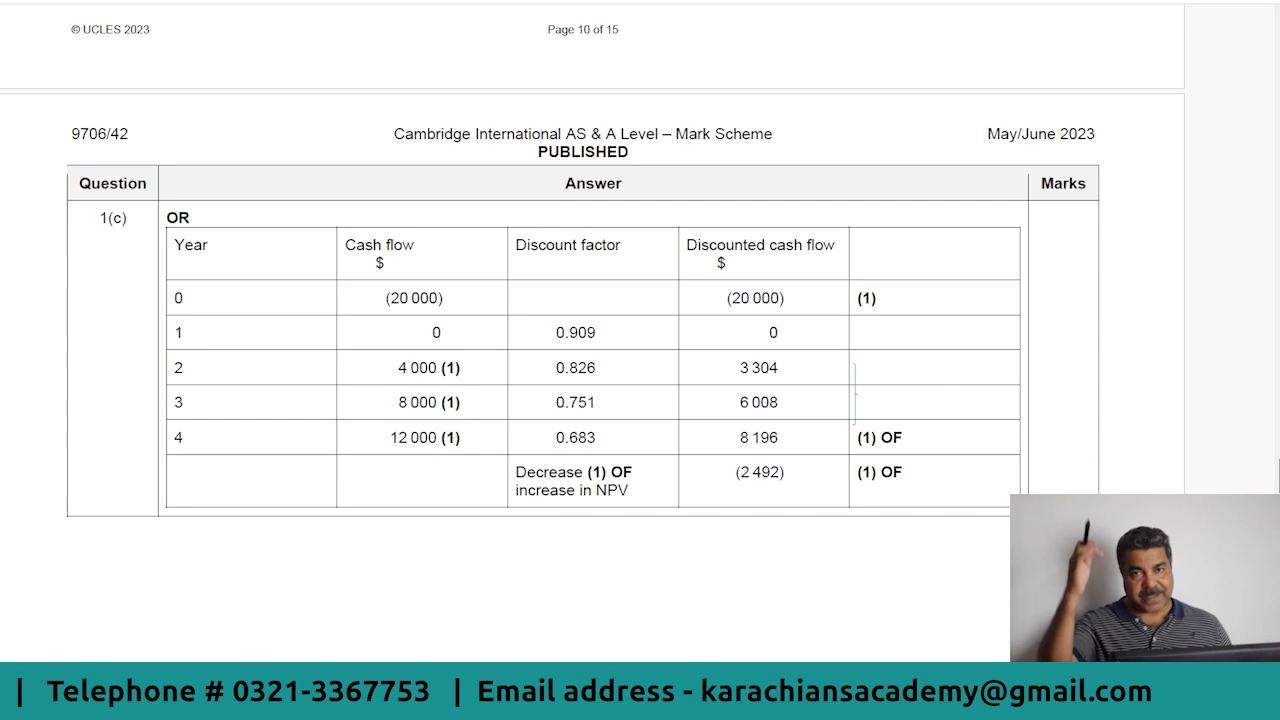 © UCLES 2023 Page 10 of 15
9706/42 Cambridge International AS & A Level – Mark Scheme May/June 2023
PUBLISHED
Question Answer Marks
1(c) OR
Year Cash flow Discount factor Discounted cash flow
$ $
0 (20 000) (20 000) (1)
1 0 0.909 0
2 4 000 (1) 0.826 3 304
3 8 000 (1) 0.751 6 008
4 12 000 (1) 0.683 8 196 (1) OF
Decrease (1) OF (2 492) (1) OF
increase in NPV
| Telephone # 0321-3367753 | Email address - karachiansacademy@gmail.com